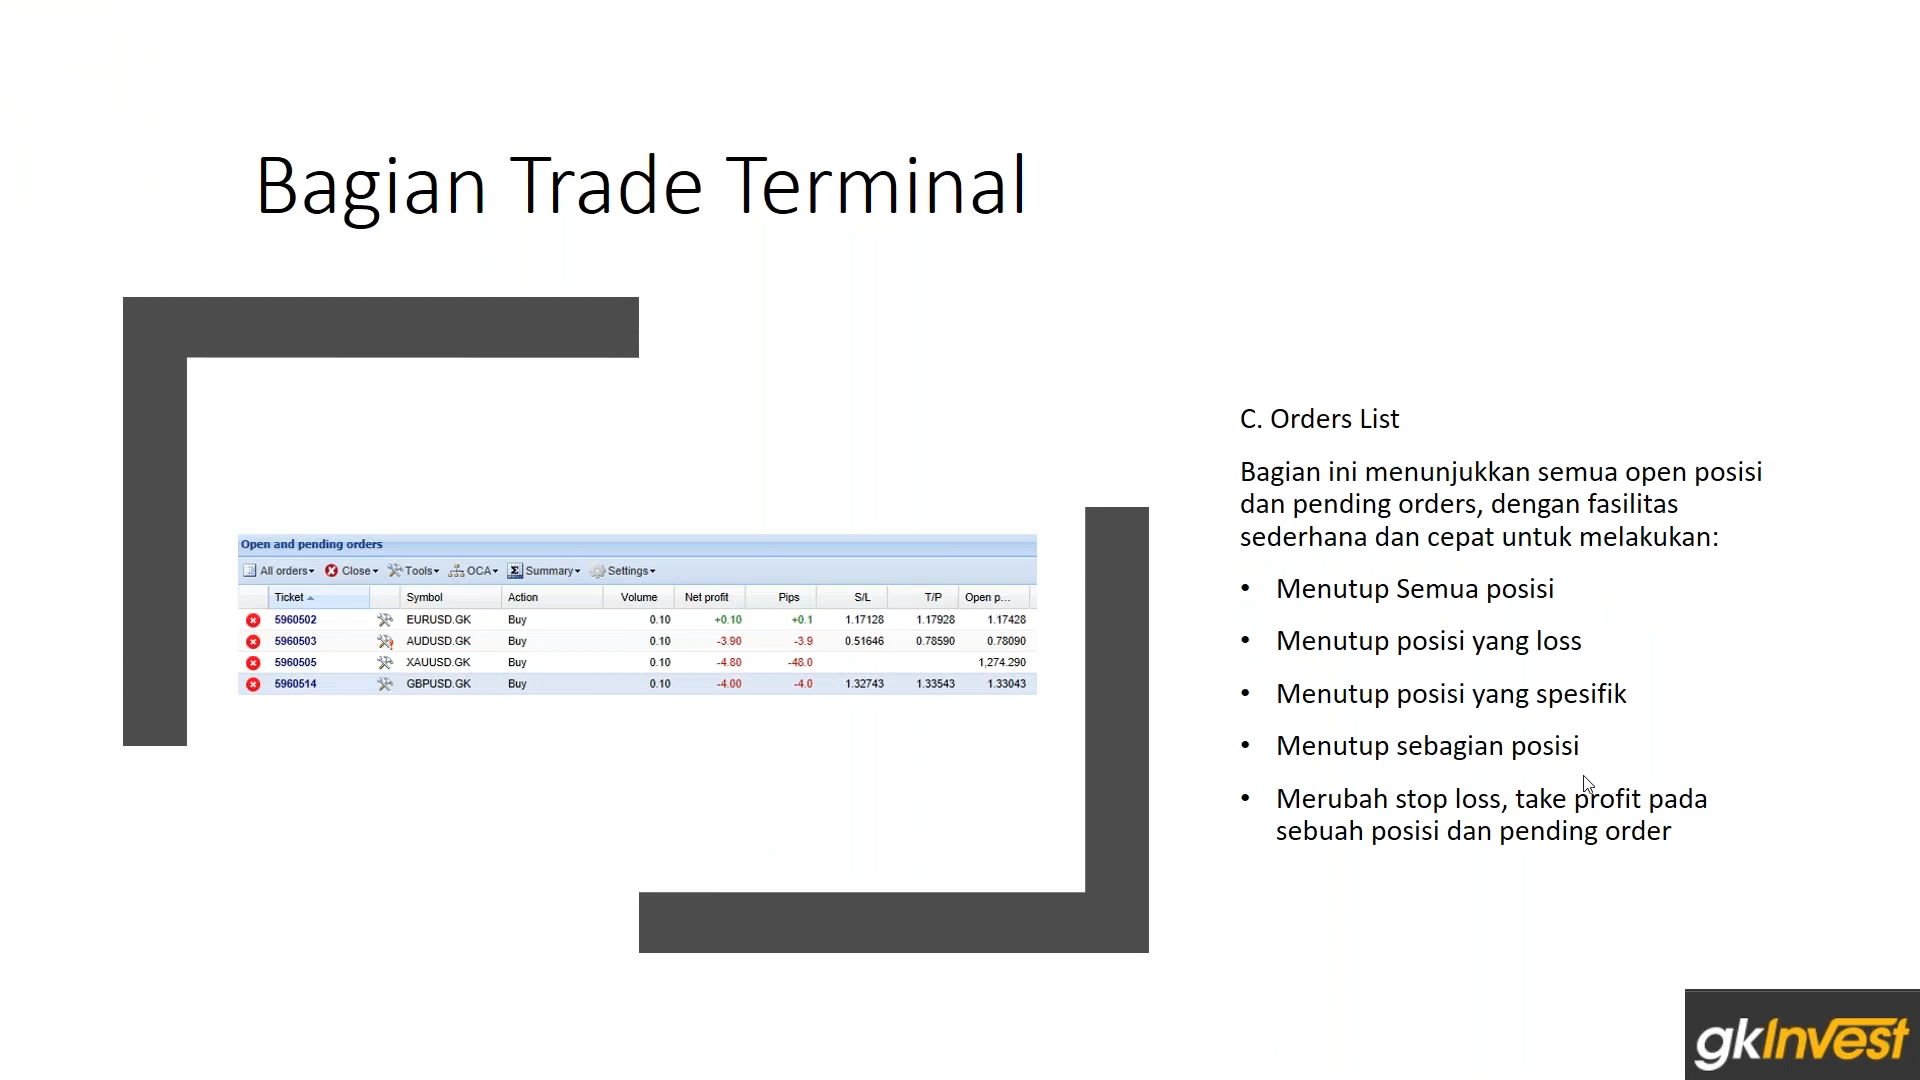 Bagian Trade Terminal
Open and pending orders
All orders Close Tools OCA Summary Settings
Ticket Symbol Action Volume Net profit Pips S/L T/P Open p...
5960502 EURUSD.GK Buy 0.10 +0.10 +0.1 1.17128 1.17928 1.17428
5960503 AUDUSD.GK Buy 0.10 -3.90 -3.9 0.51646 0.78590 0.78090
5960505 XAUUSD.GK Buy 0.10 -4.80 -48.0 1,274.290
5960514 GBPUSD.GK Buy 0.10 -4.00 -4.0 1.32743 1.33543 1.33043
C. Orders List
Bagian ini menunjukkan semua open posisi
dan pending orders, dengan fasilitas
sederhana dan cepat untuk melakukan:
• Menutup Semua posisi
• Menutup posisi yang loss
• Menutup posisi yang spesifik
• Menutup sebagian posisi
• Merubah stop loss, take profit pada
sebuah posisi dan pending order
gkInvest